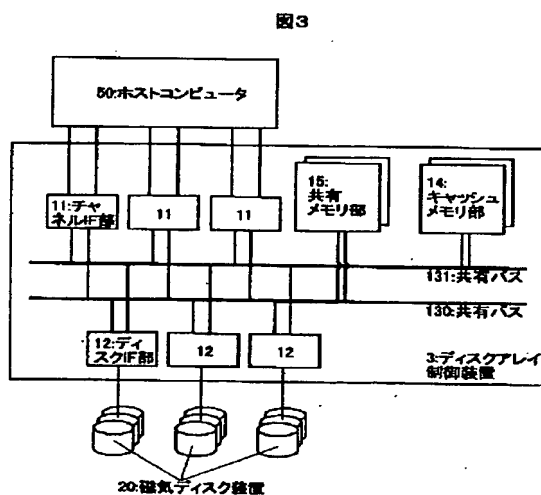 図3
50:ホストコンピュータ
11:チャ
ネルIF部
11
11
15:
共有
メモリ部
14:
キャッシュ
メモリ部
131:共有バス
130:共有バス
12:ディ
スクIF部
12
12
3:ディスクアレイ
制御装置
20:磁気ディスク装置